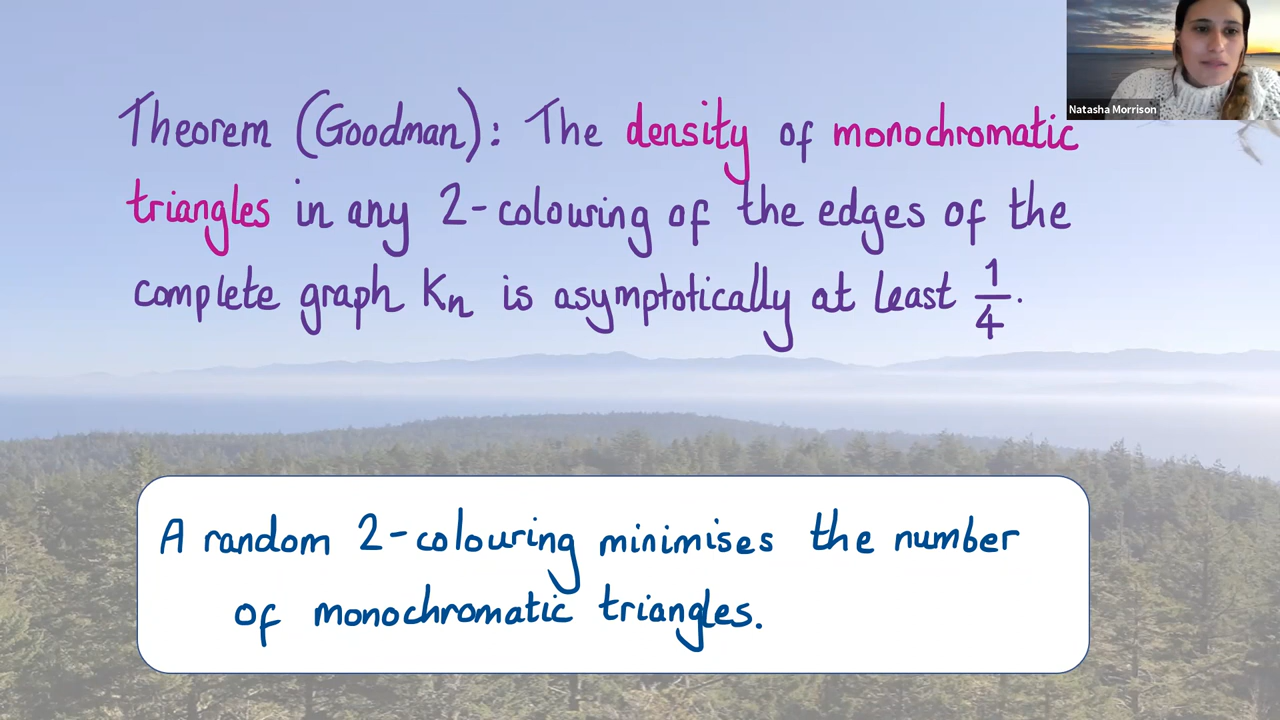 Theorem (Goodman): The density of monochromatic
triangles in any 2-colouring of the edges of the
complete graph Kn is asymptotically at least 1/4.
A random 2-colouring minimises the number
of monochromatic triangles.
Natasha Morrison